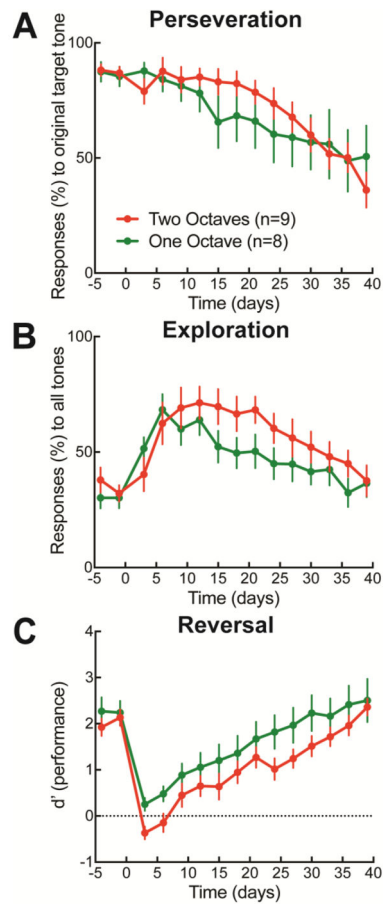 A Perseveration
Responses (%) to original target tone
100
50
0
Two Octaves (n=9)
One Octave (n=8)
-5 0 5 10 15 20 25 30 35 40
Time (days)
B Exploration
Responses (%) to all tones
100
50
0
-5 0 5 10 15 20 25 30 35 40
Time (days)
C Reversal
d' (performance)
4
3
2
1
0
-1
-5 0 5 10 15 20 25 30 35 40
Time (days)